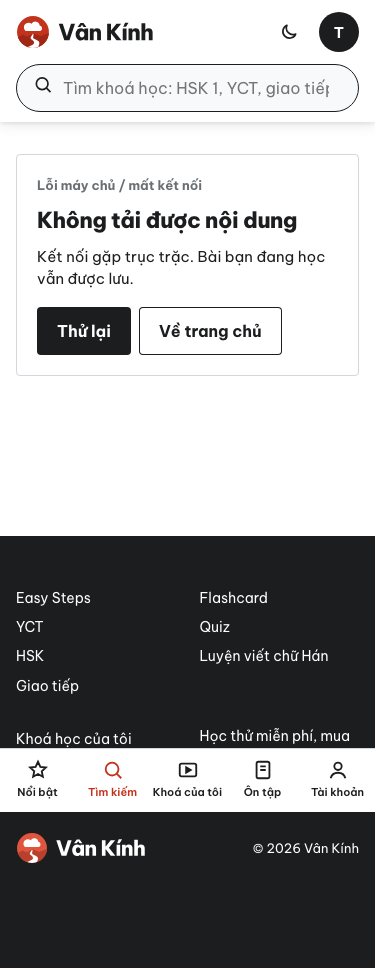 Vân Kính
T
Tìm khoá học: HSK 1, YCT, giao tiếp
Lỗi máy chủ / mất kết nối
Không tải được nội dung
Kết nối gặp trục trặc. Bài bạn đang học
vẫn được lưu.
Thử lại
Về trang chủ
Easy Steps
YCT
HSK
Giao tiếp
Flashcard
Quiz
Luyện viết chữ Hán
Khoá học của tôi
Học thử miễn phí, mua
Nổi bật
Tìm kiếm
Khoá của tôi
Ôn tập
Tài khoản
Vân Kính
© 2026 Vân Kính